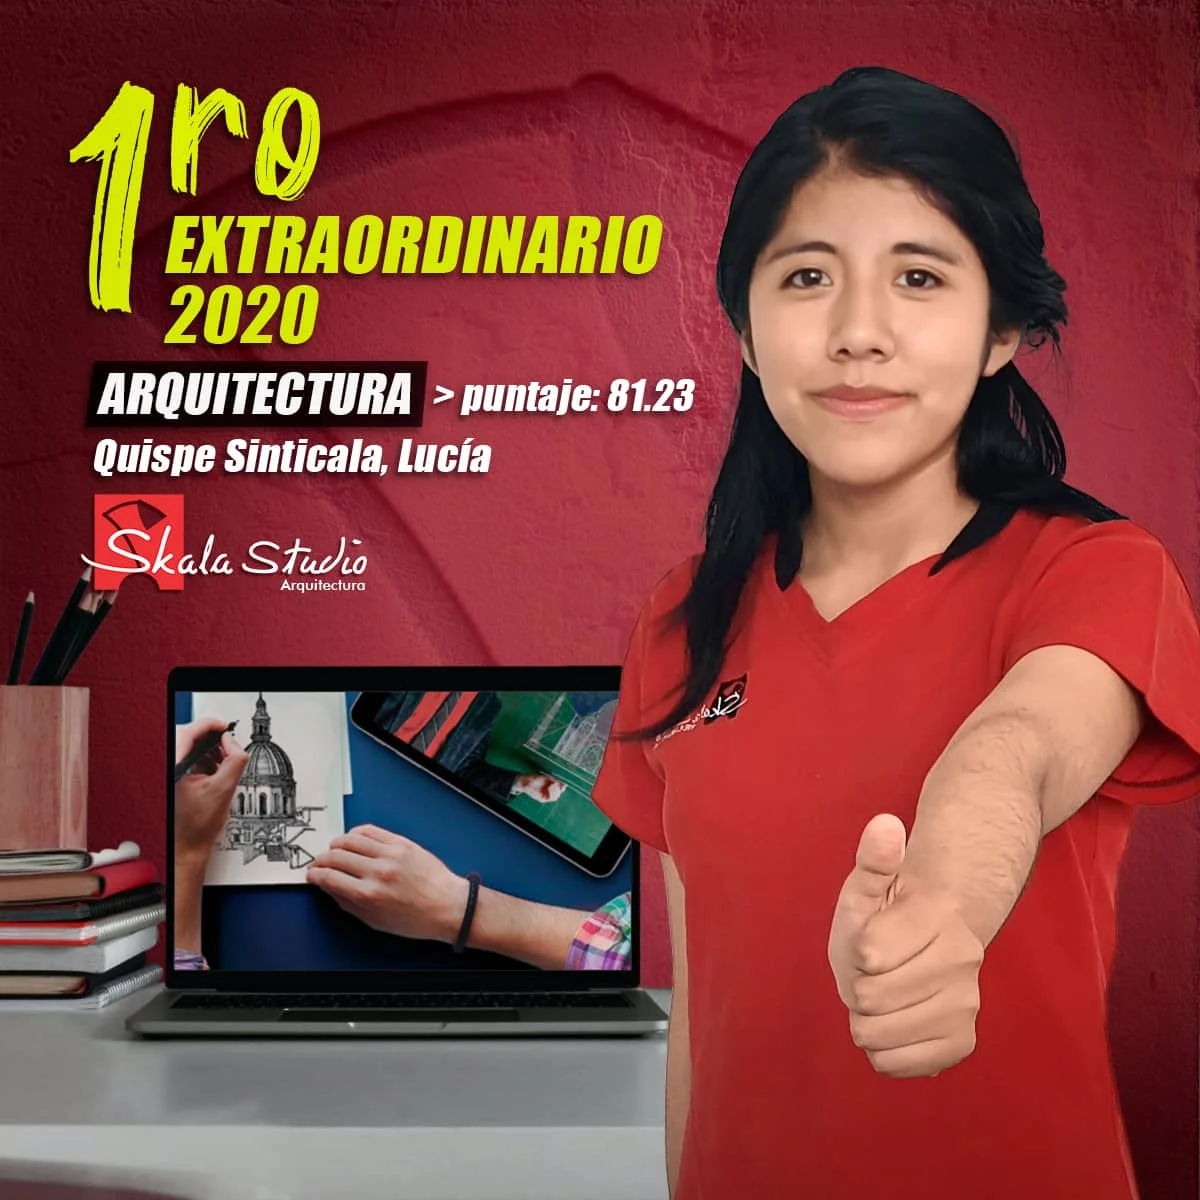 1ro
EXTRAORDINARIO
2020
ARQUITECTURA > puntaje: 81.23
Quispe Sinticala, Lucía
Skala Studio
Arquitectura